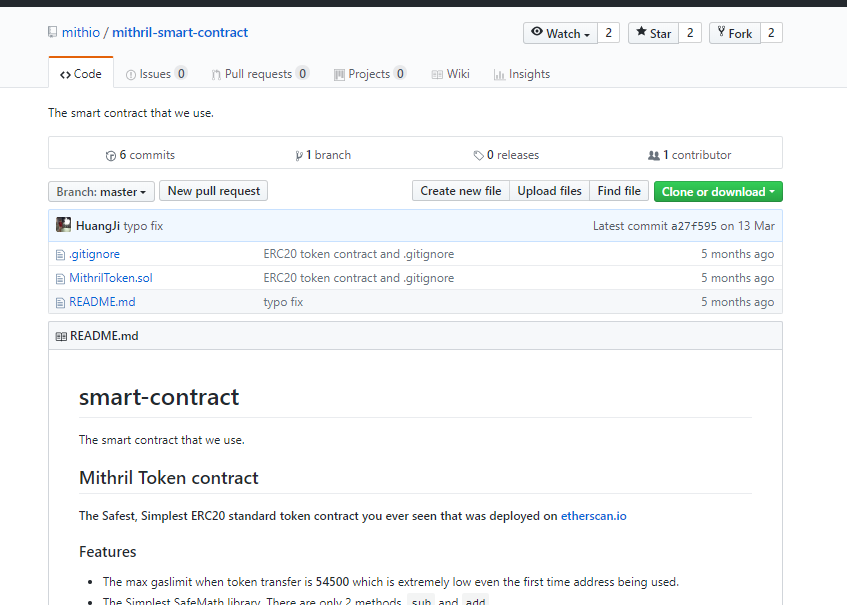 mithio / mithril-smart-contract
Watch 2 Star 2 Fork 2
Code Issues 0 Pull requests 0 Projects 0 Wiki Insights
The smart contract that we use.
6 commits 1 branch 0 releases 1 contributor
Branch: master New pull request Create new file Upload files Find file Clone or download
HuangJi typo fix Latest commit a27f595 on 13 Mar
.gitignore ERC20 token contract and .gitignore 5 months ago
MithrilToken.sol ERC20 token contract and .gitignore 5 months ago
README.md typo fix 5 months ago
README.md
smart-contract
The smart contract that we use.
Mithril Token contract
The Safest, Simplest ERC20 standard token contract you ever seen that was deployed on etherscan.io
Features
The max gaslimit when token transfer is 54500 which is extremely low even the first time address being used.
The Simplest SafeMath library. There are only 2 methods, sub and add